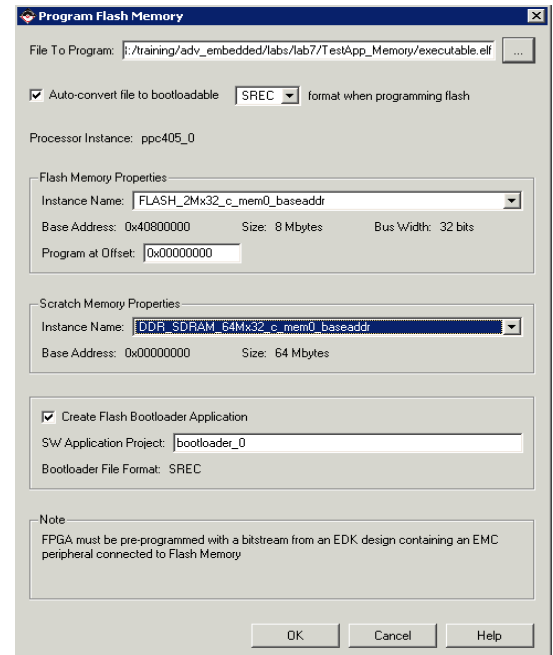 Program Flash Memory
File To Program: :/training/adv_embedded/labs/lab7/TestApp_Memory/executable.elf ...
Auto-convert file to bootloadable SREC format when programming flash
Processor Instance: ppc405_0
Flash Memory Properties
Instance Name: FLASH_2Mx32_c_mem0_baseaddr
Base Address: 0x40800000 Size: 8 Mbytes Bus Width: 32 bits
Program at Offset: 0x00000000
Scratch Memory Properties
Instance Name: DDR_SDRAM_64Mx32_c_mem0_baseaddr
Base Address: 0x00000000 Size: 64 Mbytes
Create Flash Bootloader Application
SW Application Project: bootloader_0
Bootloader File Format: SREC
Note
FPGA must be pre-programmed with a bitstream from an EDK design containing an EMC
peripheral connected to Flash Memory
OK Cancel Help